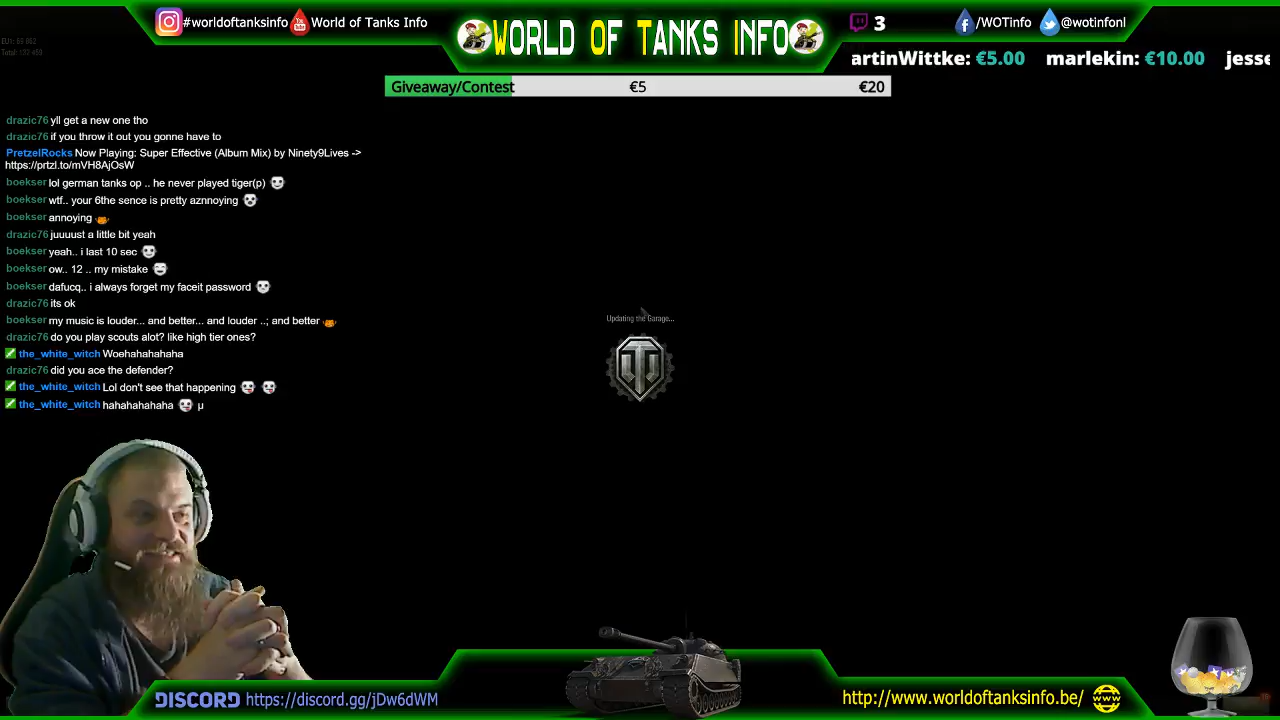 #worldoftanksinfo World of Tanks Info
WORLD OF TANKS INFO
3
/WOTinfo @wotinfonl
artinWittke: €5.00 marlekin: €10.00 jesse
Giveaway/Contest €5 €20
drazic76 yll get a new one tho
drazic76 if you throw it out you gonne have to
PretzelRocks Now Playing: Super Effective (Album Mix) by Ninety9Lives ->
https://prtzl.to/mVH8AjOsW
boekser lol german tanks op .. he never played tiger(p)
boekser wtf.. your 6the sence is pretty aznnoying
boekser annoying
drazic76 juuuust a little bit yeah
boekser yeah.. i last 10 sec
boekser ow.. 12 .. my mistake
boekser dafucq.. i always forget my faceit password
drazic76 its ok
boekser my music is louder... and better... and louder ..; and better
drazic76 do you play scouts alot? like high tier ones?
the_white_witch Woehahahahaha
drazic76 did you ace the defender?
the_white_witch Lol don't see that happening
the_white_witch hahahahahaha µ
Updating the Garage...
DISCORD https://discord.gg/jDw6dWM
http://www.worldoftanksinfo.be/